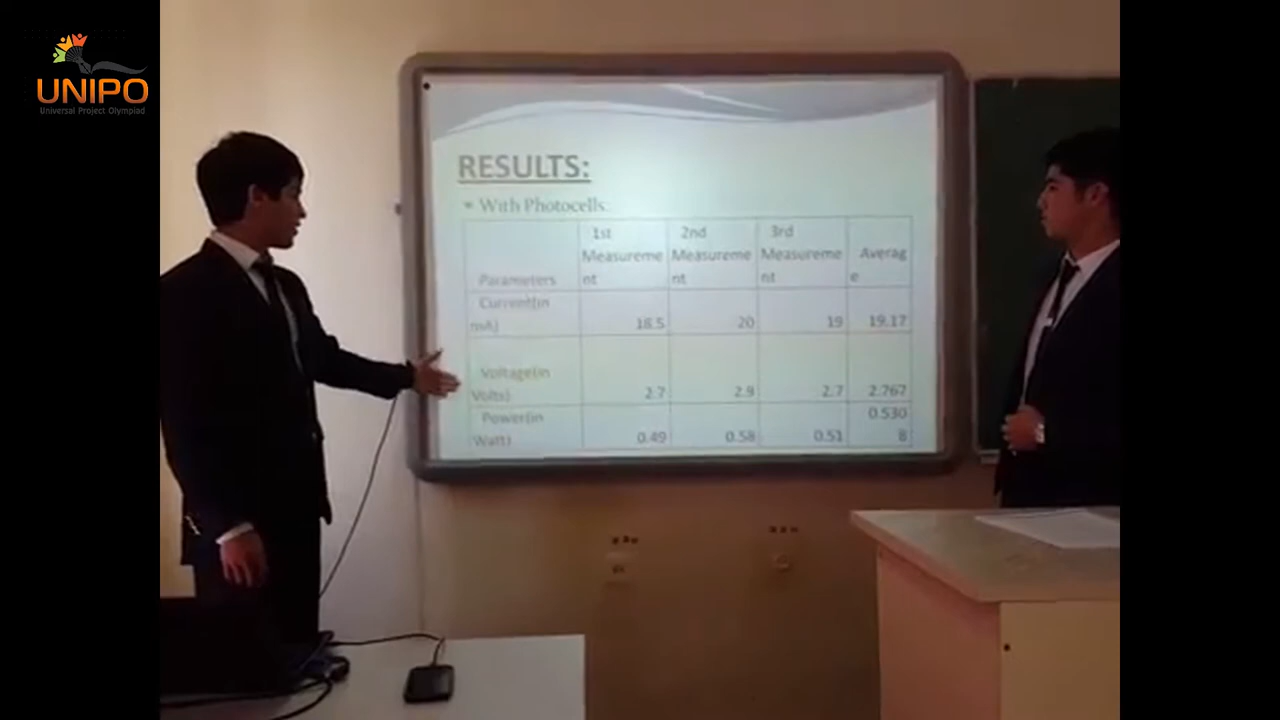 UNIPO
Universal Project Olympiad
RESULTS:
With Photocells
1st 2nd 3rd
Measureme Measureme Measureme Averag
Parameters nt nt nt e
Current(in
mA) 18.5 20 19 19.17
Voltage(in
Volts) 2.7 2.9 2.7 2.767
Power(in 0.530
Watt) 0.49 0.58 0.51 8